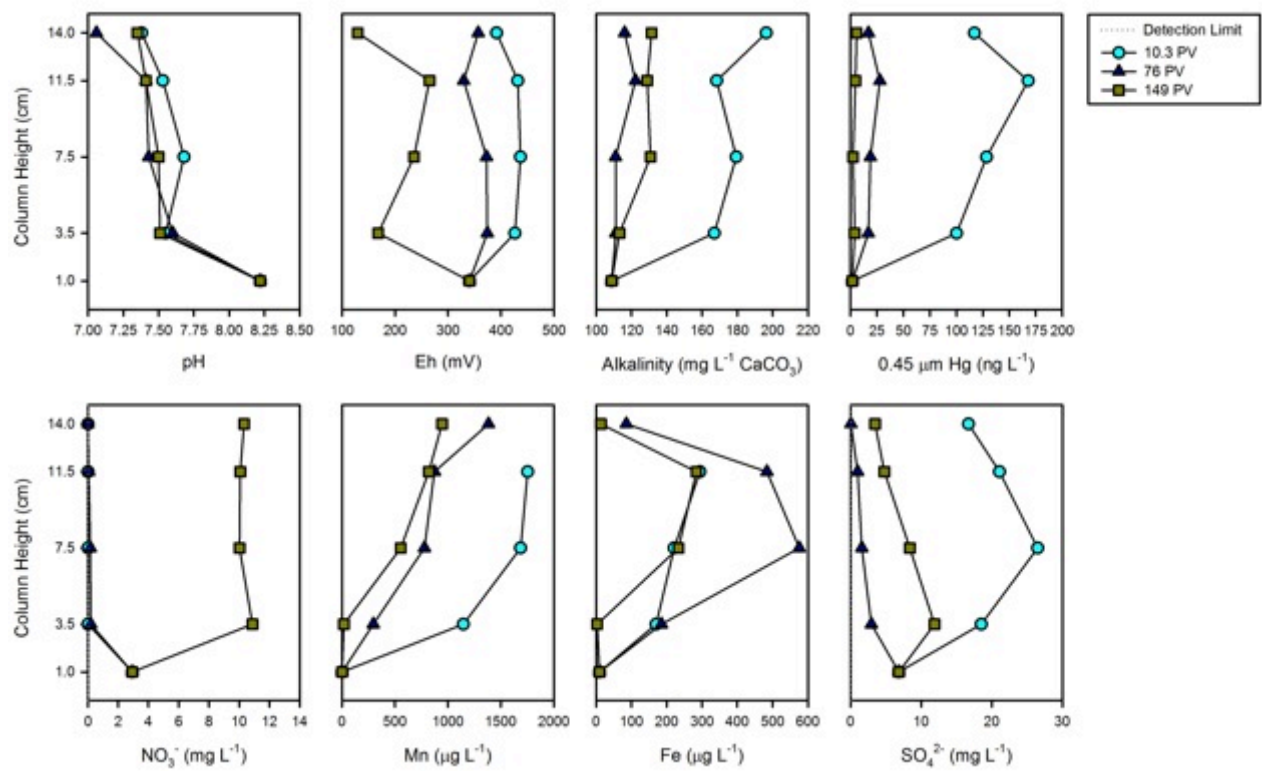 Detection Limit
10.3 PV
76 PV
149 PV
Column Height (cm)
14.0
11.5
7.5
3.5
1.0
7.00 7.25 7.50 7.75 8.00 8.25 8.50
pH
100 200 300 400 500
Eh (mV)
100 120 140 160 180 200 220
Alkalinity (mg L⁻¹ CaCO₃)
0 25 50 75 100 125 150 175 200
0.45 µm Hg (ng L⁻¹)
Column Height (cm)
14.0
11.5
7.5
3.5
1.0
0 2 4 6 8 10 12 14
NO₃⁻ (mg L⁻¹)
0 500 1000 1500 2000
Mn (µg L⁻¹)
0 100 200 300 400 500 600
Fe (µg L⁻¹)
0 10 20 30
SO₄²⁻ (mg L⁻¹)